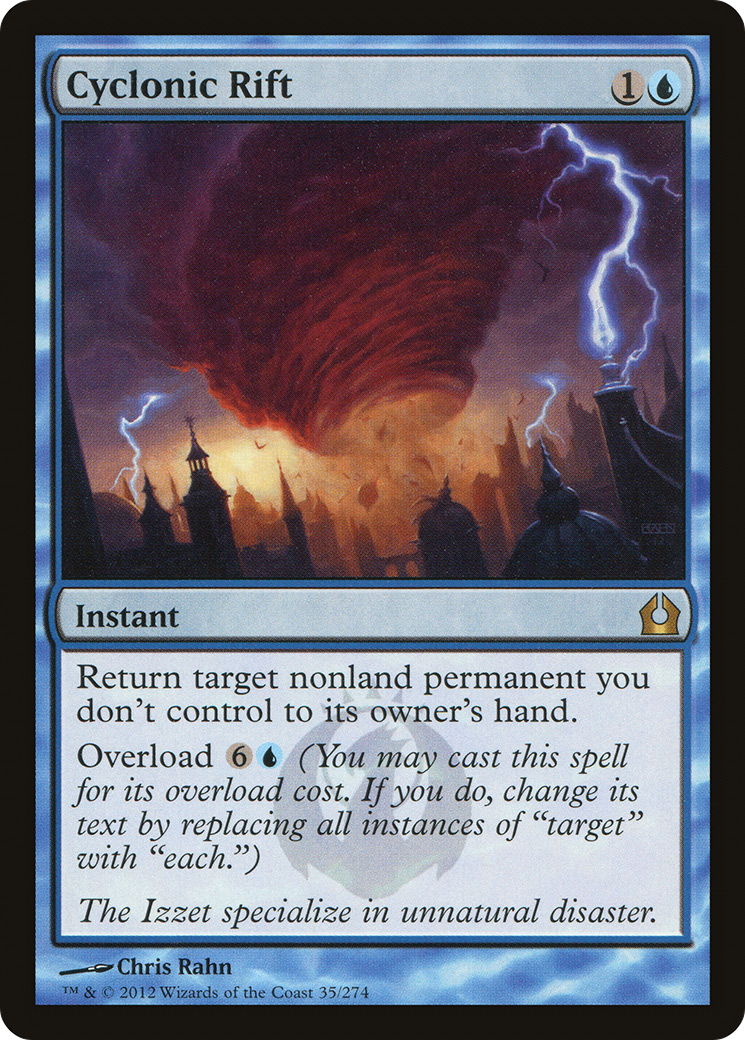 Cyclonic Rift 1
Instant
Return target nonland permanent you
don't control to its owner's hand.
Overload 6 (You may cast this spell
for its overload cost. If you do, change its
text by replacing all instances of “target”
with “each.”)
The Izzet specialize in unnatural disaster.
Chris Rahn
™ & © 2012 Wizards of the Coast 35/274